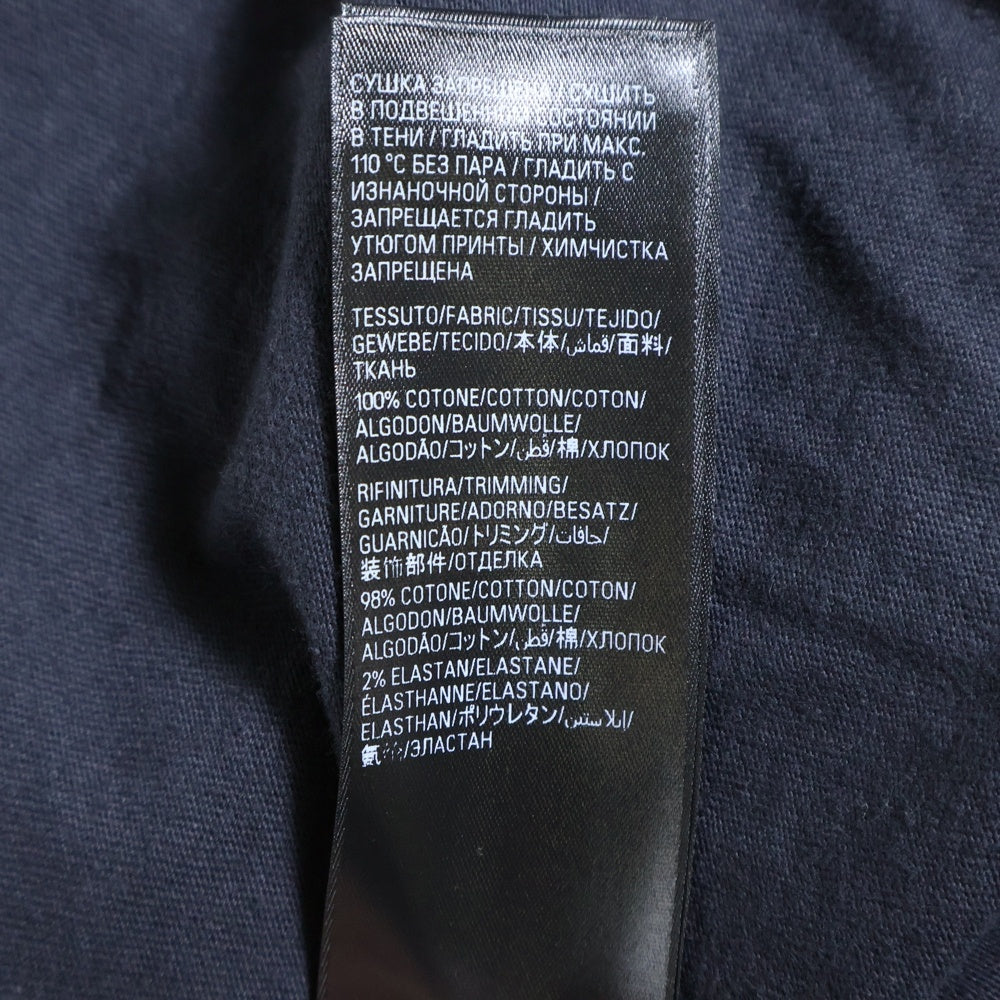 СУШКА ЗАПРЕЩЕНА / СУШИТЬ
В ПОДВЕШЕННОМ СОСТОЯНИИ
В ТЕНИ / ГЛАДИТЬ ПРИ МАКС.
110 °C БЕЗ ПАРА / ГЛАДИТЬ С
ИЗНАНОЧНОЙ СТОРОНЫ /
ЗАПРЕЩАЕТСЯ ГЛАДИТЬ
УТЮГОМ ПРИНТЫ / ХИМЧИСТКА
ЗАПРЕЩЕНА
TESSUTO/FABRIC/TISSU/TEJIDO/
GEWEBE/TECIDO/本体/قماش/面料/
ТКАНЬ
100% COTONE/COTTON/COTON/
ALGODON/BAUMWOLLE/
ALGODÃO/コットン/قطن/棉/ХЛОПОК
RIFINITURA/TRIMMING/
GARNITURE/ADORNO/BESATZ/
GUARNIÇÃO/トリミング/حافات/
装饰部件/ОТДЕЛКА
98% COTONE/COTTON/COTON/
ALGODON/BAUMWOLLE/
ALGODÃO/コットン/قطن/棉/ХЛОПОК
2% ELASTAN/ELASTANE/
ÉLASTHANNE/ELASTANO/
ELASTHAN/ポリウレタン/إيلاستين/
氨纶/ЭЛАСТАН